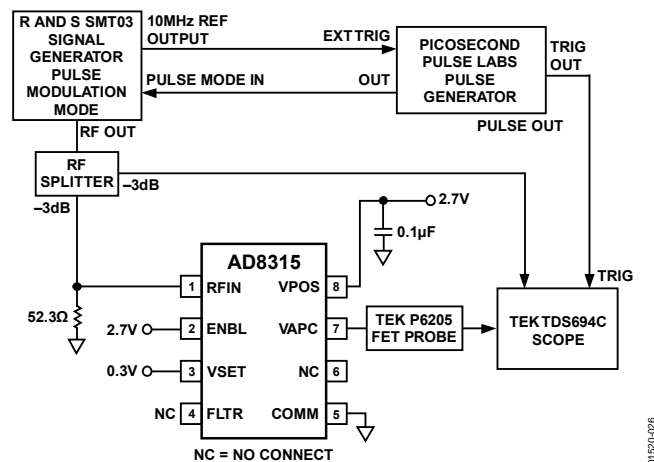 R AND S SMT03
SIGNAL
GENERATOR
PULSE
MODULATION
MODE
10MHz REF
OUTPUT
EXT TRIG
PULSE MODE IN
OUT
PICOSECOND
PULSE LABS
PULSE
GENERATOR
TRIG
OUT
PULSE OUT
RF OUT
RF
SPLITTER
–3dB
–3dB
2.7V
0.1µF
AD8315
1 RFIN
VPOS 8
52.3Ω
2.7V
2 ENBL
VAPC 7
TEK P6205
FET PROBE
TRIG
TEK TDS694C
SCOPE
0.3V
3 VSET
NC 6
NC 4 FLTR
COMM 5
NC = NO CONNECT
01520-026